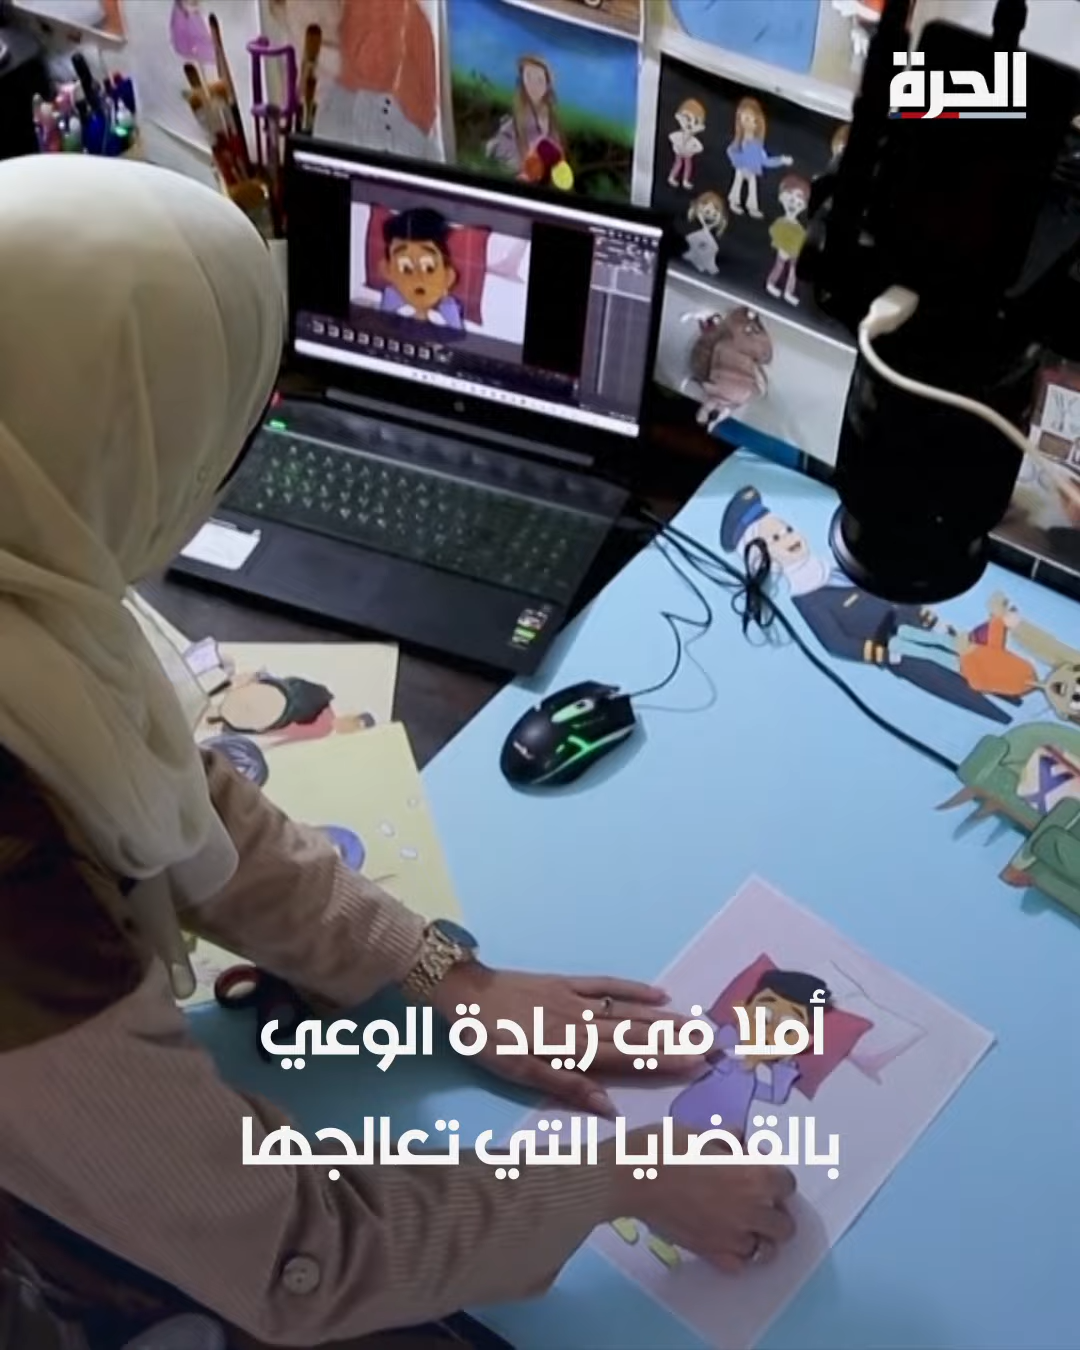 الحرة
أملا في زيادة الوعي
بالقضايا التي تعالجها